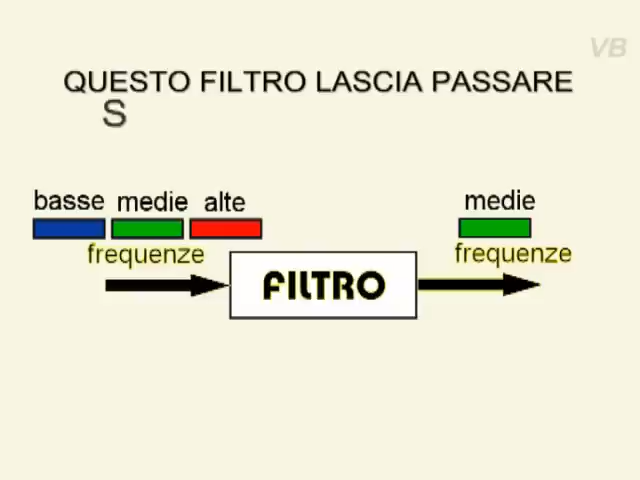 VB
QUESTO FILTRO LASCIA PASSARE
S
basse medie alte
medie
frequenze
frequenze
FILTRO